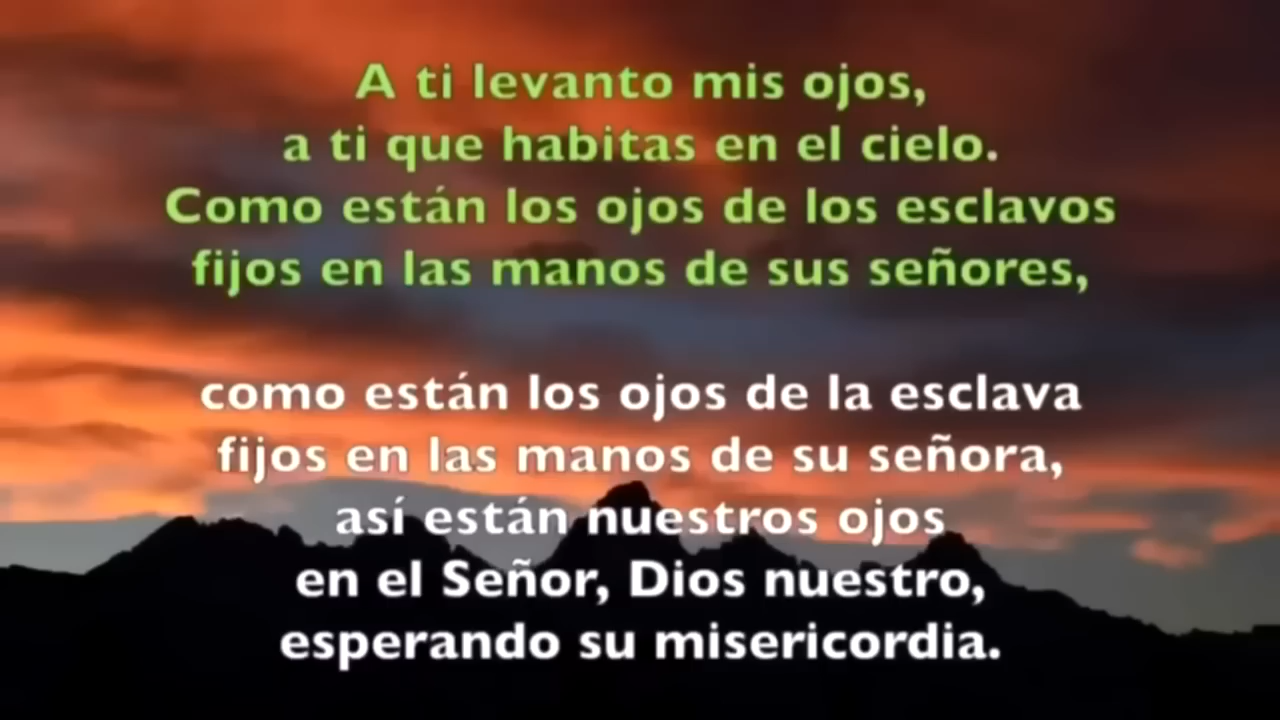 A ti levanto mis ojos,
a ti que habitas en el cielo.
Como están los ojos de los esclavos
fijos en las manos de sus señores,
como están los ojos de la esclava
fijos en las manos de su señora,
así están nuestros ojos
en el Señor, Dios nuestro,
esperando su misericordia.